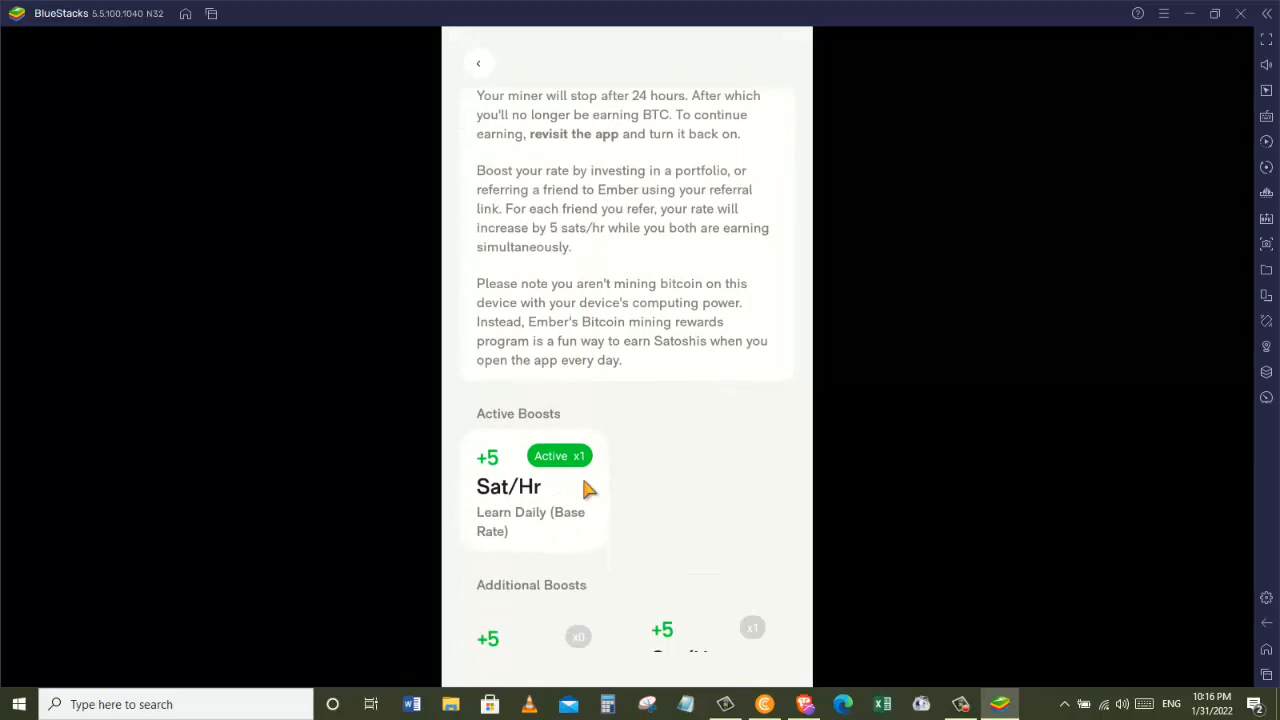 BlueStacks 5.5.100.1040 N32
Your miner will stop after 24 hours. After which
you'll no longer be earning BTC. To continue
earning, revisit the app and turn it back on.
Boost your rate by investing in a portfolio, or
referring a friend to Ember using your referral
link. For each friend you refer, your rate will
increase by 5 sats/hr while you both are earning
simultaneously.
Please note you aren't mining bitcoin on this
device with your device's computing power.
Instead, Ember's Bitcoin mining rewards
program is a fun way to earn Satoshis when you
open the app every day.
Active Boosts
+5 Active x1
Sat/Hr
Learn Daily (Base
Rate)
Additional Boosts
+5 x0 +5 x1
Type here to search
ENG
10:16 PM
1/31/2022
2